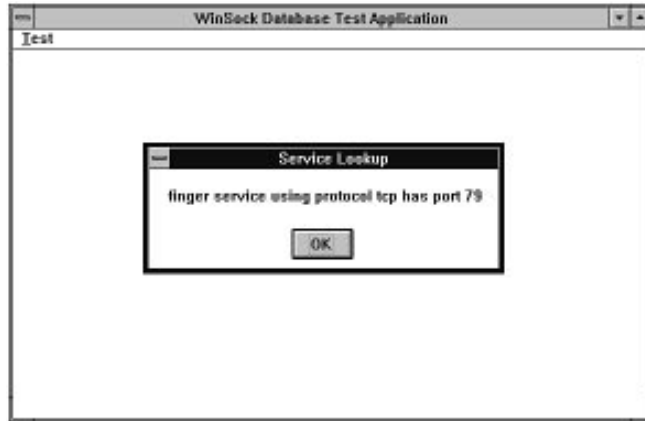 WinSock Database Test Application
Test
Service Lookup
finger service using protocol tcp has port 79
OK